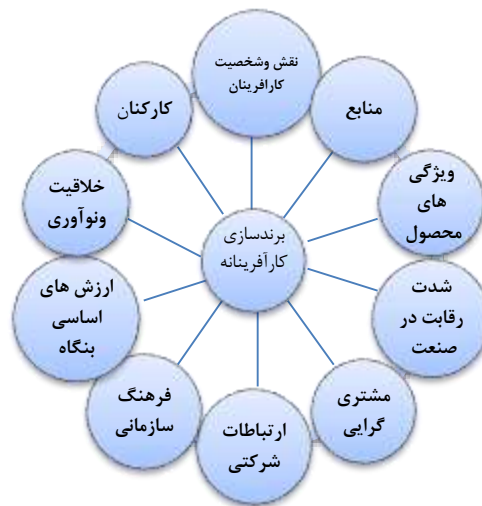 نقش وشخصیت
کارافرینان
منابع
ویژگی
های
محصول
شدت
رقابت در
صنعت
مشتری
گرایی
ارتباطات
شرکتی
فرهنگ
سازمانی
ارزش های
اساسی
بنگاه
خلاقیت
ونوآوری
کارکنان
برندسازی
کارآفرینانه